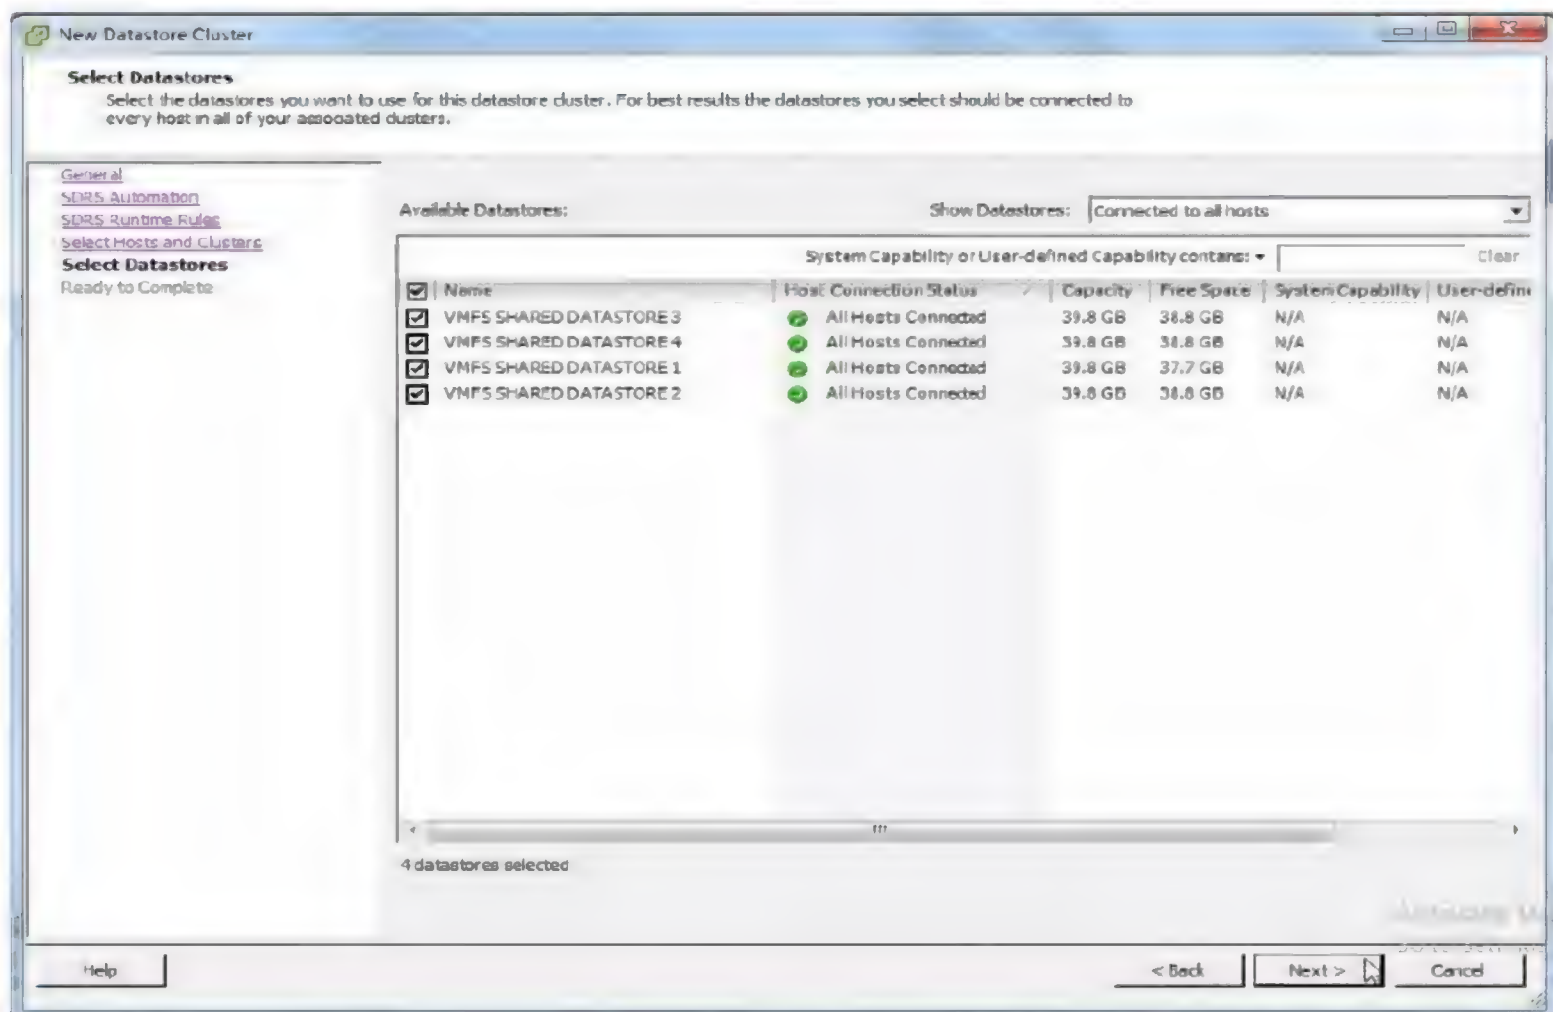 New Datastore Cluster
Select Datastores
Select the datastores you want to use for this datastore cluster. For best results the datastores you select should be connected to
every host in all of your associated clusters.
General
SDRS Automation
SDRS Runtime Rules
Select Hosts and Clusters
Select Datastores
Ready to Complete
Available Datastores:
Show Datastores: Connected to all hosts
System Capability or User-defined Capability contains: Clear
Name Host Connection Status Capacity Free Space System Capability User-define
VMFS SHARED DATASTORE 3 All Hosts Connected 39.8 GB 38.8 GB N/A N/A
VMFS SHARED DATASTORE 4 All Hosts Connected 39.8 GB 38.8 GB N/A N/A
VMFS SHARED DATASTORE 1 All Hosts Connected 39.8 GB 37.7 GB N/A N/A
VMFS SHARED DATASTORE 2 All Hosts Connected 39.8 GB 38.8 GB N/A N/A
4 datastores selected
Help
< Back
Next >
Cancel